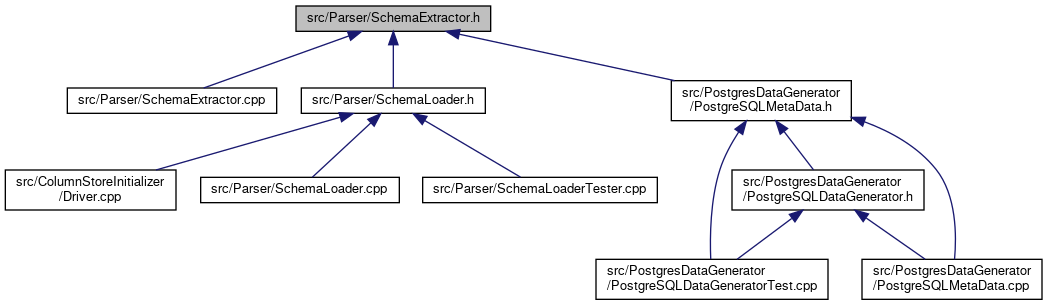 src/Parser/SchemaExtractor.h
src/Parser/SchemaExtractor.cpp
src/Parser/SchemaLoader.h
src/PostgresDataGenerator
/PostgreSQLMetaData.h
src/ColumnStoreInitializer
/Driver.cpp
src/Parser/SchemaLoader.cpp
src/Parser/SchemaLoaderTester.cpp
src/PostgresDataGenerator
/PostgreSQLDataGenerator.h
src/PostgresDataGenerator
/PostgreSQLDataGeneratorTest.cpp
src/PostgresDataGenerator
/PostgreSQLMetaData.cpp